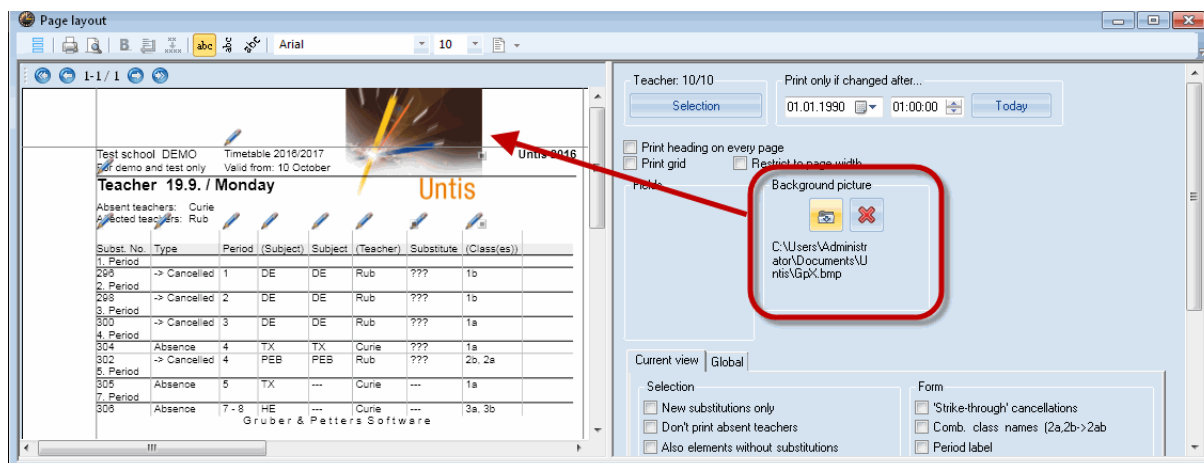 Page layout
B abc abc abc Arial 10
1-1 / 1
Test school DEMO Timetable 2016/2017 Untis 2016
For demo and test only Valid from: 10 October
Teacher 19.9. / Monday
Untis
Absent teachers: Curie
Affected teachers: Rub
Subst. No. Type Period (Subject) Subject (Teacher) Substitute (Class(es))
1. Period
296 -> Cancelled 1 DE DE Rub ??? 1b
2. Period
298 -> Cancelled 2 DE DE Rub ??? 1b
3. Period
300 -> Cancelled 3 DE DE Rub ??? 1a
4. Period
304 Absence 4 TX TX Curie ??? 1a
302 -> Cancelled 4 PEB PEB Rub ??? 2b, 2a
5. Period
305 Absence 5 TX --- Curie --- 1a
7. Period
306 Absence 7 - 8 HE --- Curie --- 3a, 3b
Gruber & Petters Software
Teacher: 10/10
Selection
Print only if changed after...
01.01.1990 01:00:00 Today
Print heading on every page
Print grid Restrict to page width
Fields
Background picture
C:\Users\Administr
ator\Documents\U
ntis\GpX.bmp
Current view Global
Selection
New substitutions only
Don't print absent teachers
Also elements without substitutions
Form
'Strike-through' cancellations
Comb. class names (2a,2b->2ab
Period label